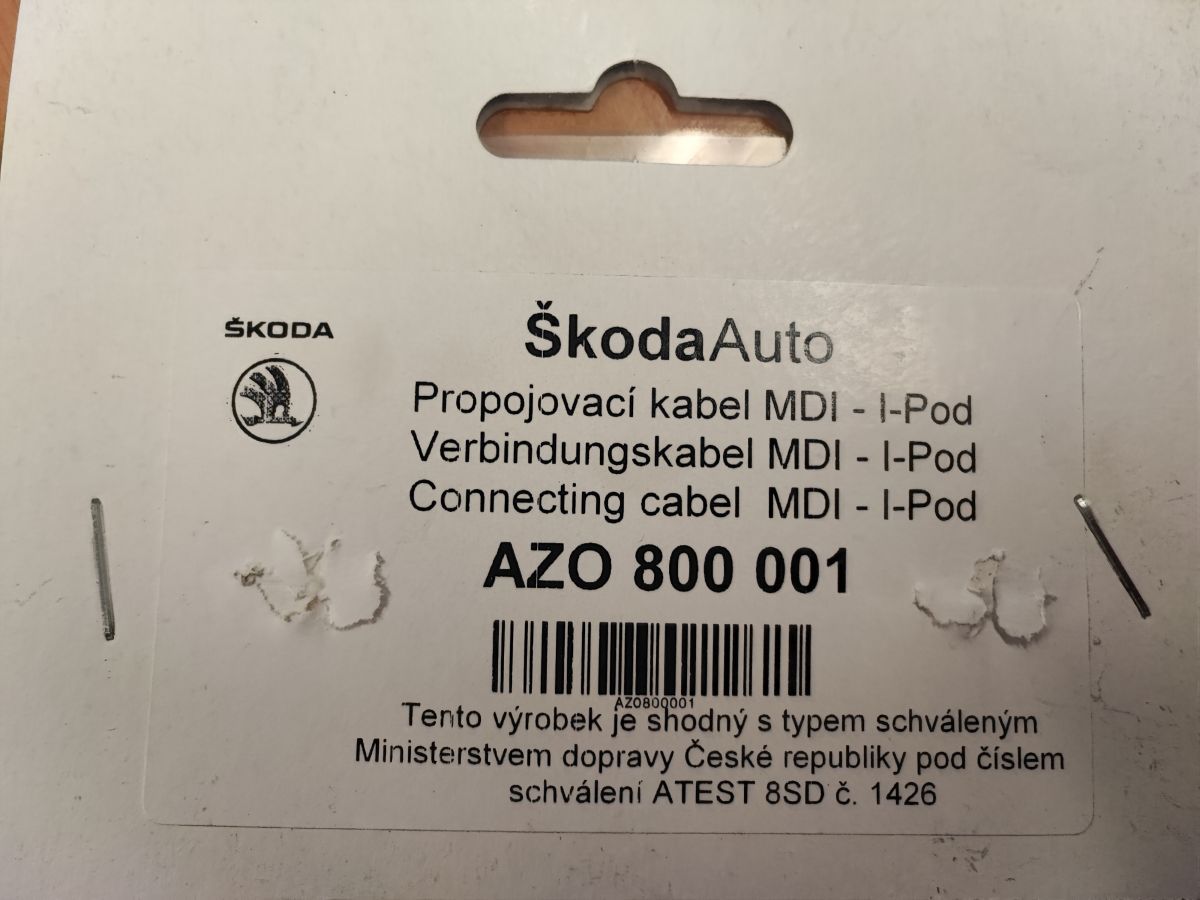 ŠKODA
ŠkodaAuto
Propojovací kabel MDI - I-Pod
Verbindungskabel MDI - I-Pod
Connecting cabel MDI - I-Pod
AZO 800 001
AZO800001
Tento výrobek je shodný s typem schváleným
Ministerstvem dopravy České republiky pod číslem
schválení ATEST 8SD č. 1426